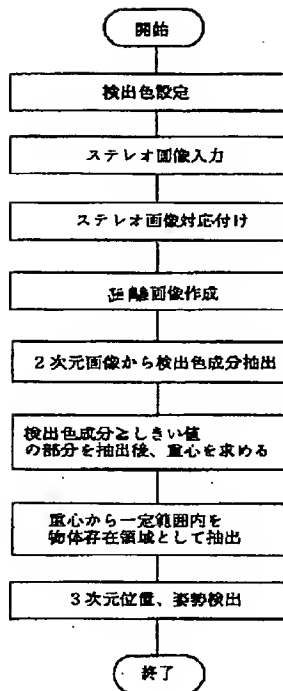 開始
検出色設定
ステレオ画像入力
ステレオ画像対応付け
距離画像作成
2次元画像から検出色成分抽出
検出色成分≧しきい値
の部分を抽出後、重心を求める
重心から一定範囲内を
物体存在領域として抽出
3次元位置、姿勢検出
終了